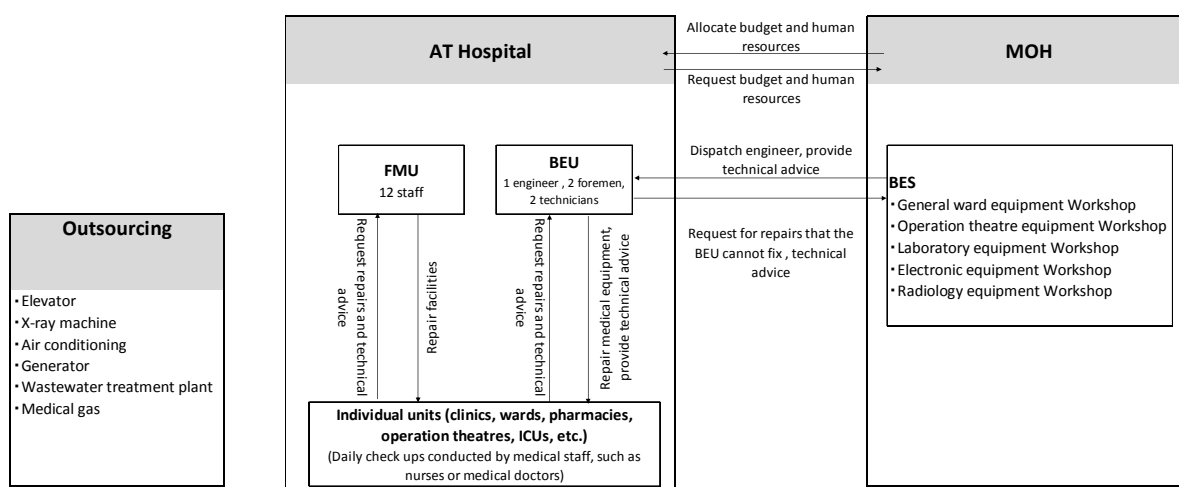 AT Hospital
Allocate budget and human
resources
Request budget and human
resources
MOH
FMU
12 staff
BEU
1 engineer , 2 foremen,
2 technicians
Dispatch engineer, provide
technical advice
Request for repairs that the
BEU cannot fix , technical
advice
BES
・General ward equipment Workshop
・Operation theatre equipment Workshop
・Laboratory equipment Workshop
・Electronic equipment Workshop
・Radiology equipment Workshop
Outsourcing
・Elevator
・X-ray machine
・Air conditioning
・Generator
・Wastewater treatment plant
・Medical gas
Request repairs and technical
advice
Repair facilities
Request repairs and technical
advice
Repair medical equipment,
provide technical advice
Individual units (clinics, wards, pharmacies,
operation theatres, ICUs, etc.)
(Daily check ups conducted by medical staff, such as
nurses or medical doctors)